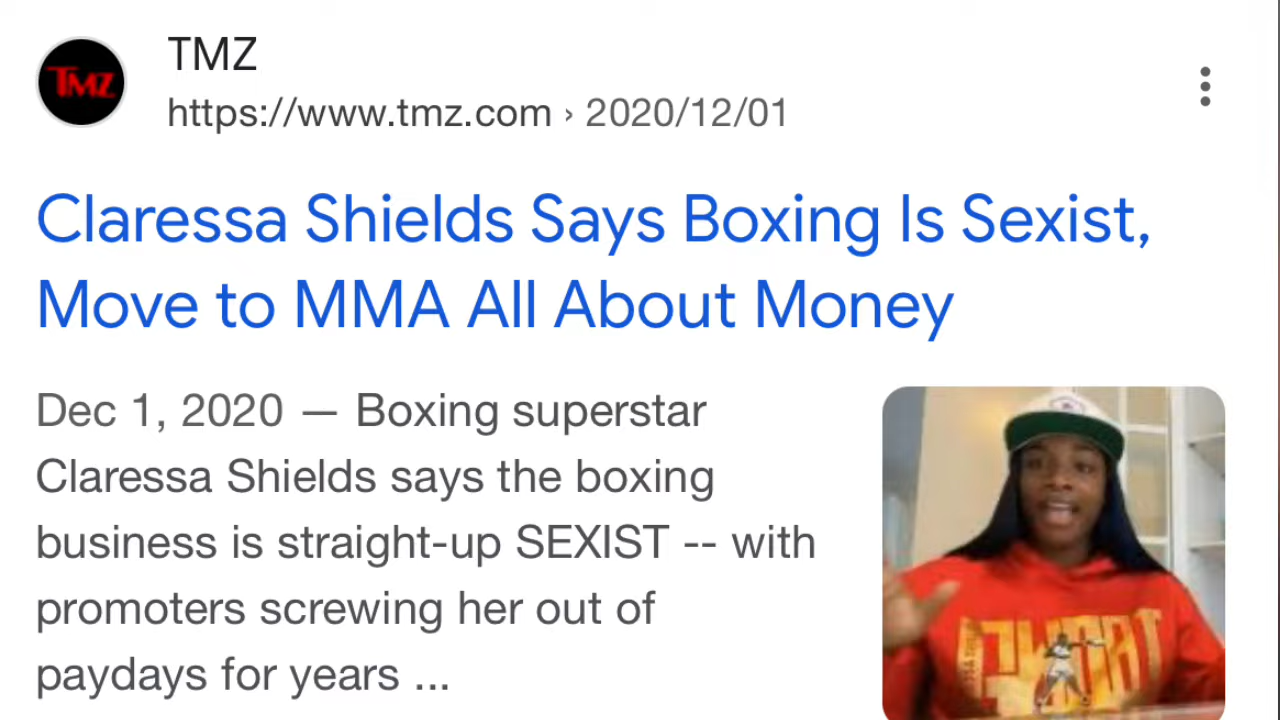 TMZ
TMZ
https://www.tmz.com › 2020/12/01
Claressa Shields Says Boxing Is Sexist,
Move to MMA All About Money
Dec 1, 2020 — Boxing superstar
Claressa Shields says the boxing
business is straight-up SEXIST -- with
promoters screwing her out of
paydays for years ...